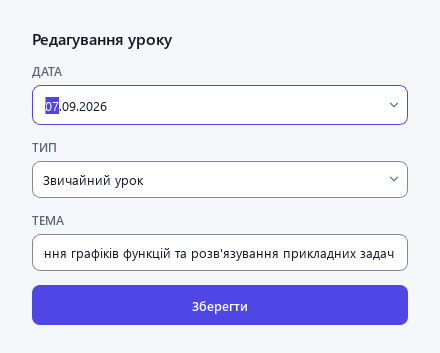 Редагування уроку
ДАТА
07.09.2026
ТИП
Звичайний урок
ТЕМА
ння графіків функцій та розв'язування прикладних задач
Зберегти